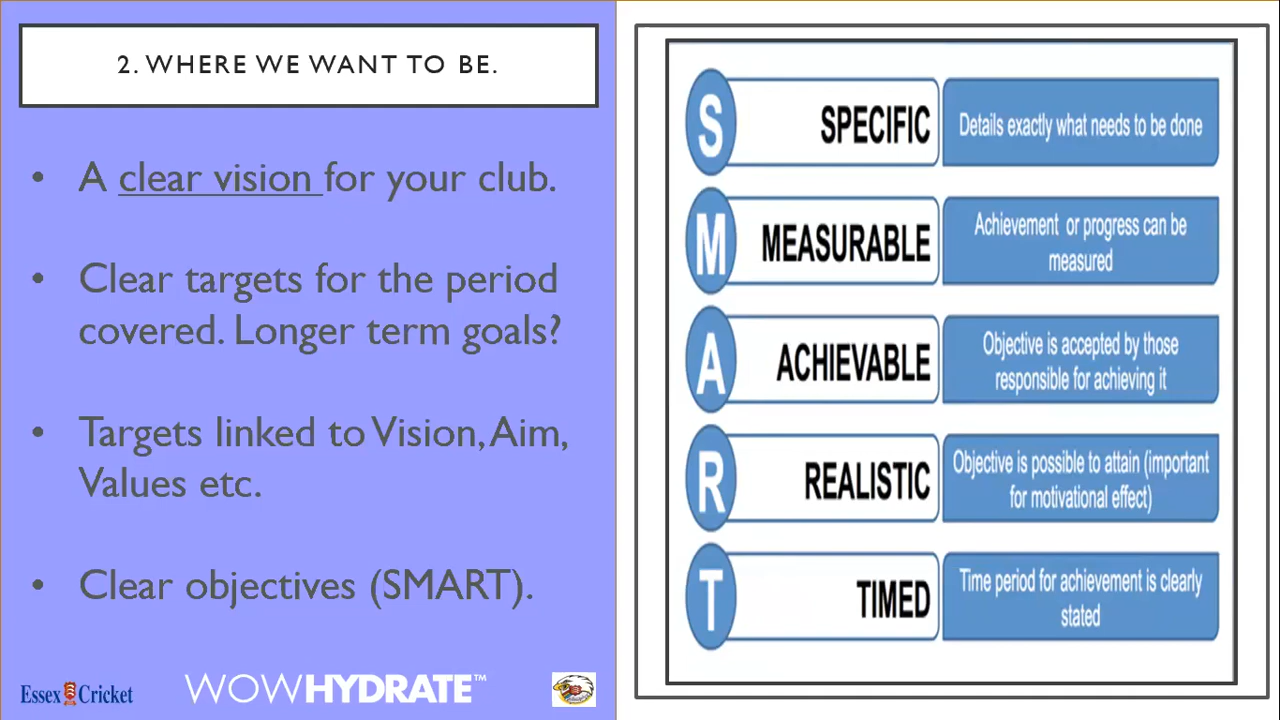 2. WHERE WE WANT TO BE.
• A clear vision for your club.
• Clear targets for the period
covered. Longer term goals?
• Targets linked to Vision, Aim,
Values etc.
• Clear objectives (SMART).
Essex Cricket
WOWHYDRATE™
S SPECIFIC Details exactly what needs to be done
M MEASURABLE Achievement or progress can be
measured
A ACHIEVABLE Objective is accepted by those
responsible for achieving it
R REALISTIC Objective is possible to attain (important
for motivational effect)
T TIMED Time period for achievement is clearly
stated